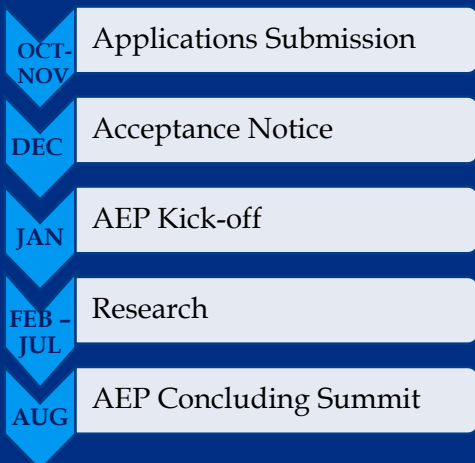 OCT-
NOV
Applications Submission
DEC
Acceptance Notice
JAN
AEP Kick-off
FEB –
JUL
Research
AUG
AEP Concluding Summit